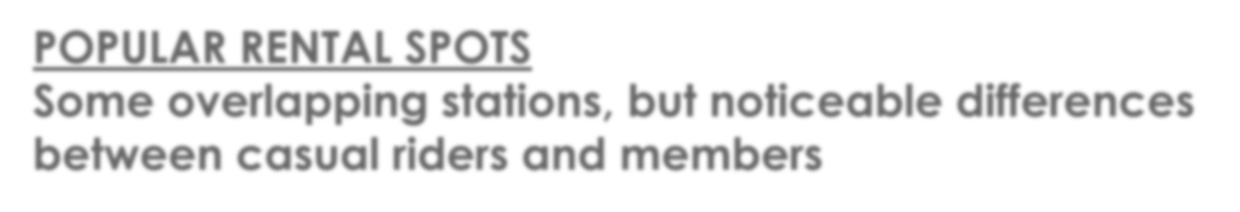 POPULAR RENTAL SPOTS
Some overlapping stations, but noticeable differences
between casual riders and members